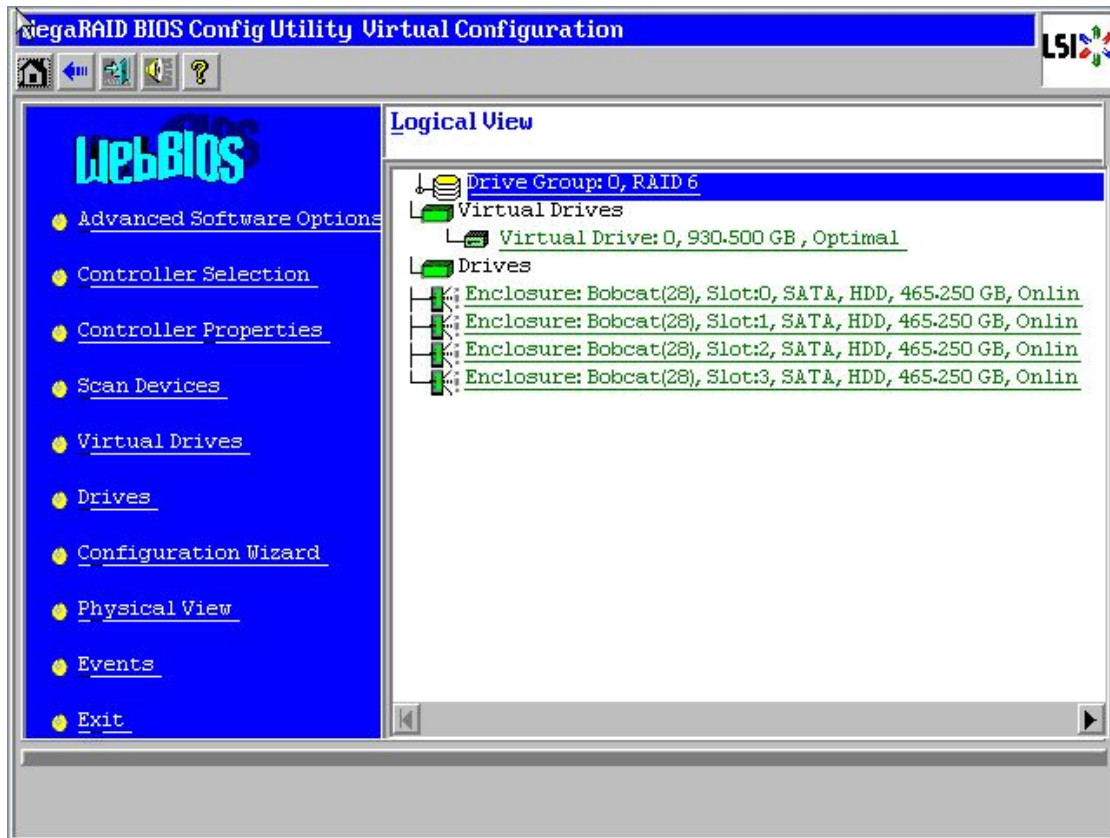 MegaRAID BIOS Config Utility Virtual Configuration
LSI
WebBIOS
Logical View
Advanced Software Options
Controller Selection
Controller Properties
Scan Devices
Virtual Drives
Drives
Configuration Wizard
Physical View
Events
Exit
Drive Group: 0, RAID 6
Virtual Drives
Virtual Drive: 0, 930.500 GB , Optimal
Drives
Enclosure: Bobcat(28), Slot:0, SATA, HDD, 465.250 GB, Onlin
Enclosure: Bobcat(28), Slot:1, SATA, HDD, 465.250 GB, Onlin
Enclosure: Bobcat(28), Slot:2, SATA, HDD, 465.250 GB, Onlin
Enclosure: Bobcat(28), Slot:3, SATA, HDD, 465.250 GB, Onlin